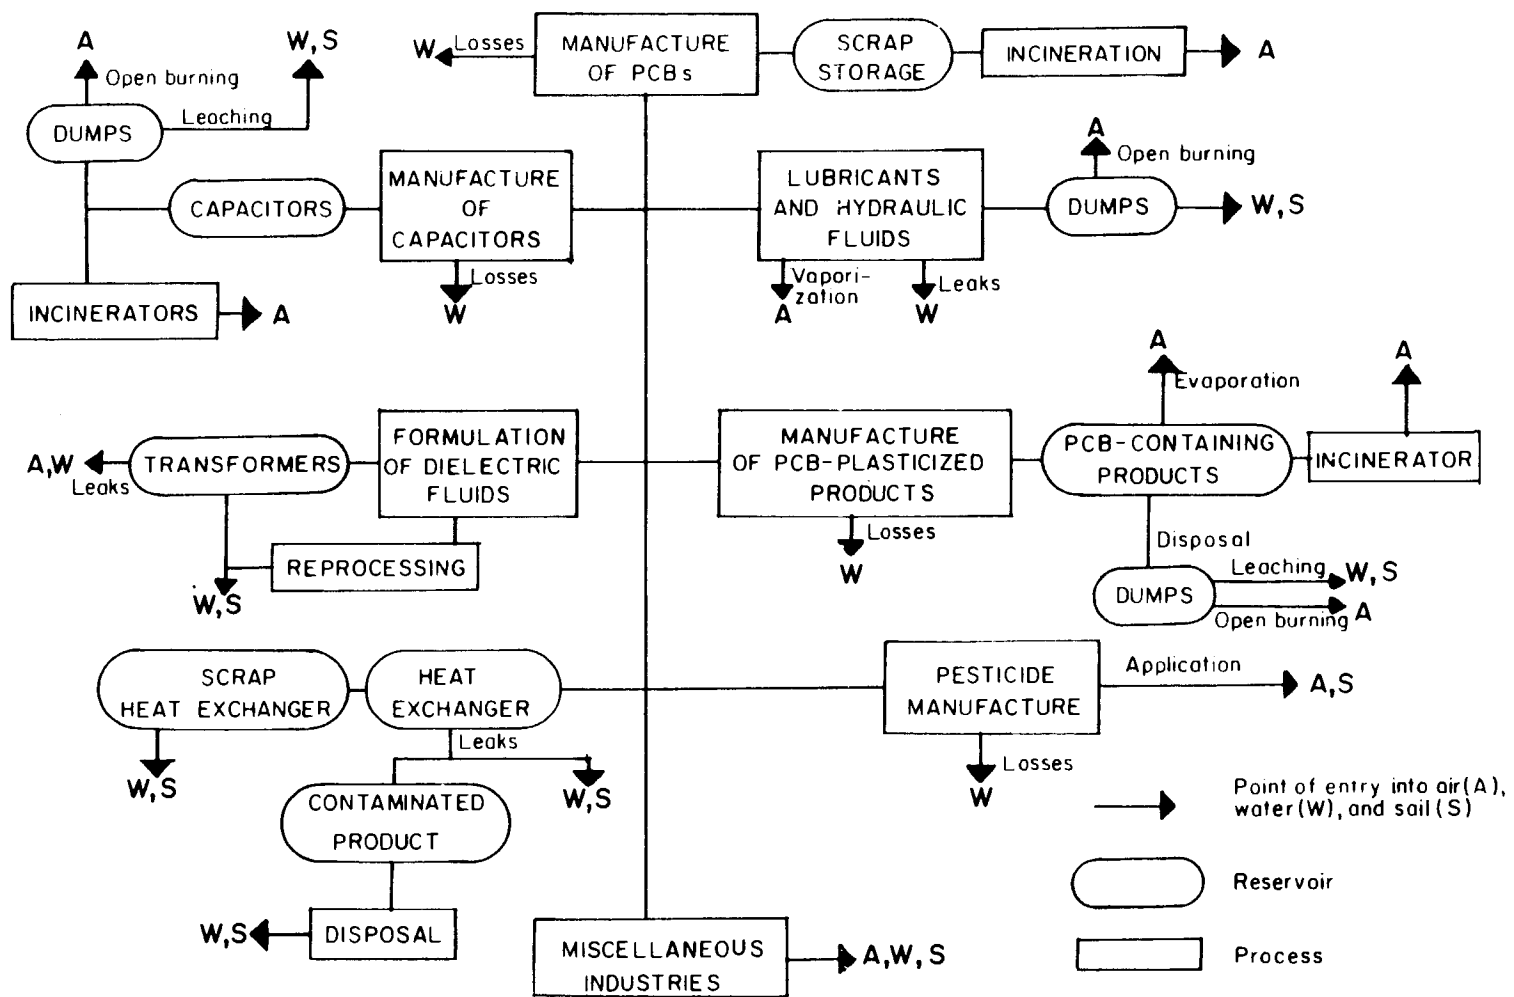 A
W,S
Open burning
Leaching
DUMPS
CAPACITORS
INCINERATORS
A
MANUFACTURE
OF
CAPACITORS
Losses
W
W
Losses
MANUFACTURE
OF PCBs
SCRAP
STORAGE
INCINERATION
A
LUBRICANTS
AND HYDRAULIC
FLUIDS
Vapori-
zation
A
Leaks
W
A
Open burning
DUMPS
W,S
A,W
Leaks
TRANSFORMERS
FORMULATION
OF DIELECTRIC
FLUIDS
REPROCESSING
W,S
MANUFACTURE
OF PCB-PLASTICIZED
PRODUCTS
Losses
W
A
Evaporation
PCB-CONTAINING
PRODUCTS
A
INCINERATOR
Disposal
DUMPS
Leaching
W,S
Open burning
A
SCRAP
HEAT EXCHANGER
W,S
HEAT
EXCHANGER
Leaks
W,S
CONTAMINATED
PRODUCT
DISPOSAL
W,S
PESTICIDE
MANUFACTURE
Application
A,S
Losses
W
MISCELLANEOUS
INDUSTRIES
A,W,S
Point of entry into air(A),
water(W), and sail(S)
Reservoir
Process